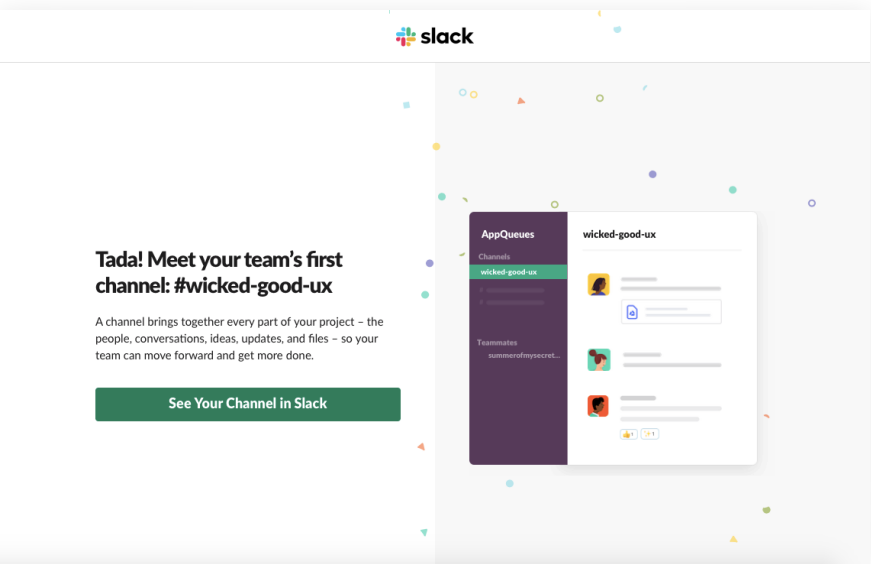 slack
Tada! Meet your team's first
channel: #wicked-good-ux
A channel brings together every part of your project – the
people, conversations, ideas, updates, and files – so your
team can move forward and get more done.
See Your Channel in Slack
AppQueues
Channels
wicked-good-ux
Teammates
summerofmysecret...
wicked-good-ux
1
1